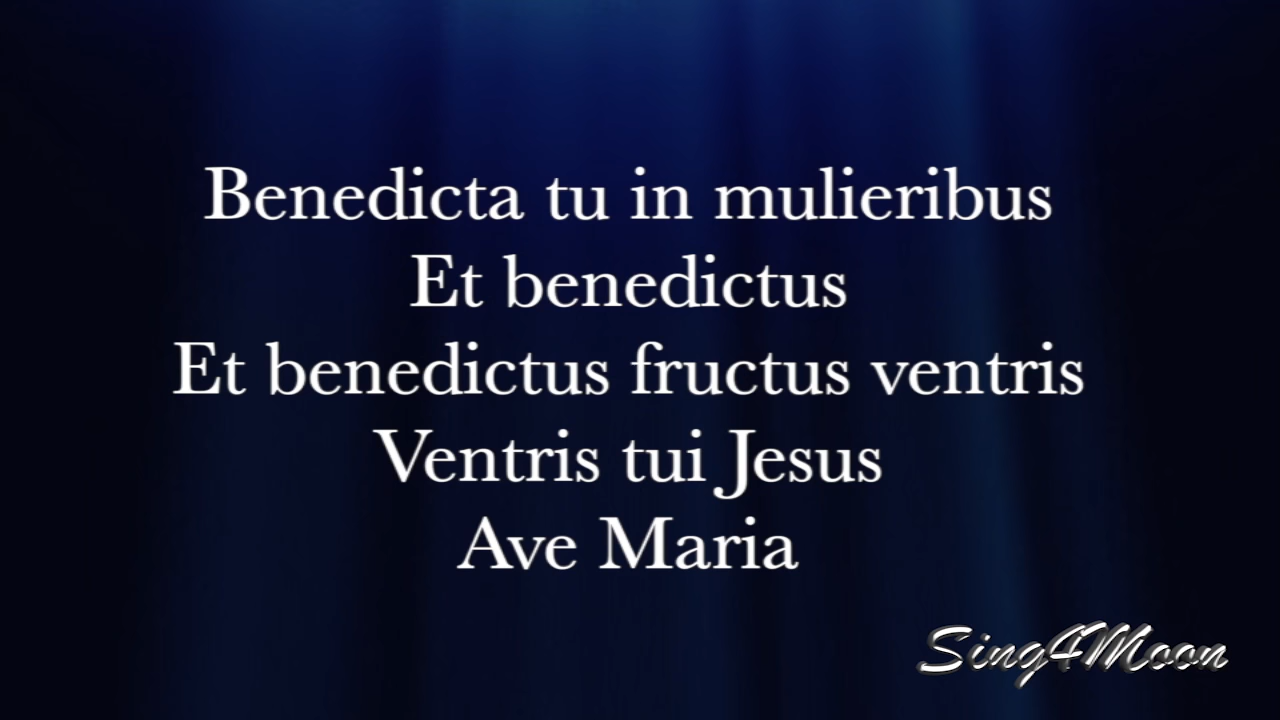 Benedicta tu in mulieribus
Et benedictus
Et benedictus fructus ventris
Ventris tui Jesus
Ave Maria
Sing4Moon